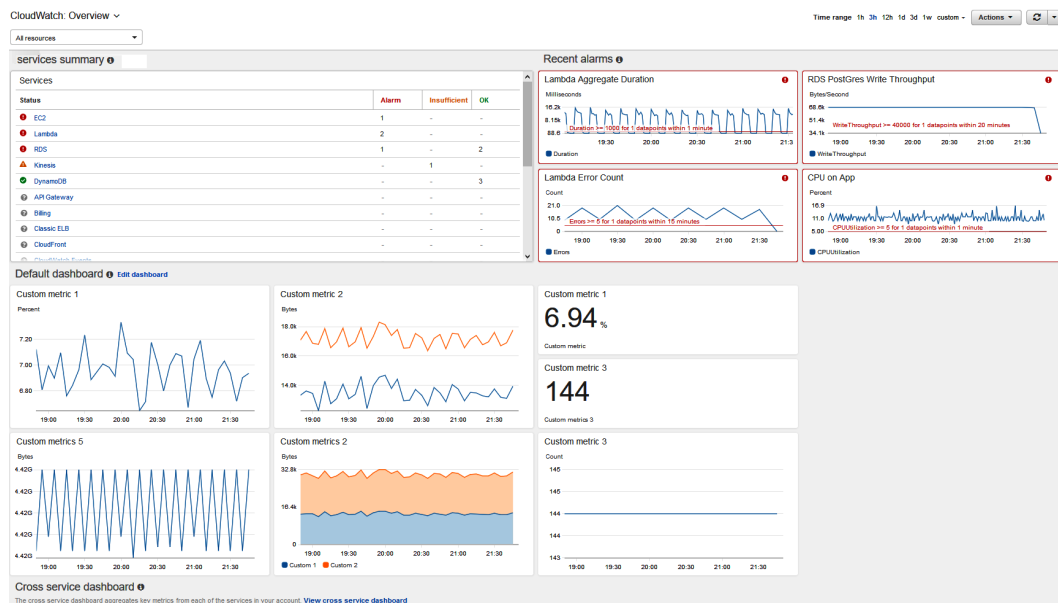 CloudWatch: Overview
Time range 1h 3h 12h 1d 3d 1w custom Actions
All resources
services summary
Recent alarms
Services
Status Alarm Insufficient OK
EC2 1 - -
Lambda 2 - -
RDS 1 - 2
Kinesis - 1 -
DynamoDB - - 3
API Gateway - - -
Billing - - -
Classic ELB - - -
CloudFront - - -
CloudWatch Events
Lambda Aggregate Duration
Milliseconds
16.2k
8.15k
88.6
Duration >= 1000 for 1 datapoints within 1 minute
19:30 20:00 20:30 21:00 21:3
Duration
RDS PostGres Write Throughput
Bytes/Second
68.6k
51.4k
34.1k
WriteThroughput >= 40000 for 1 datapoints within 20 minutes
19:30 20:00 20:30 21:00 21:30
WriteThroughput
Lambda Error Count
Count
21.0
10.5
0
Errors >= 5 for 1 datapoints within 15 minutes
19:00 19:30 20:00 20:30 21:00 21:30
Errors
CPU on App
Percent
16.9
11.0
5.00
CPUUtilization >= 5 for 1 datapoints within 1 minute
19:00 19:30 20:00 20:30 21:00 21:30
CPUUtilization
Default dashboard Edit dashboard
Custom metric 1
Percent
7.20
7.00
6.80
19:00 19:30 20:00 20:30 21:00 21:30
Custom metric 2
Bytes
18.0k
16.0k
14.0k
19:00 19:30 20:00 20:30 21:00 21:30
Custom metric 1
6.94 %
Custom metric
Custom metric 3
144
Custom metrics 3
Custom metrics 5
Bytes
4.42G
4.42G
4.42G
4.42G
4.42G
19:00 19:30 20:00 20:30 21:00 21:30
Custom metrics 2
Bytes
32.8k
16.4k
0
19:00 19:30 20:00 20:30 21:00 21:30
Custom 1 Custom 2
Custom metric 3
Count
145
145
144
144
143
19:00 19:30 20:00 20:30 21:00 21:30
Cross service dashboard
The cross service dashboard aggregates key metrics from each of the services in your account. View cross service dashboard